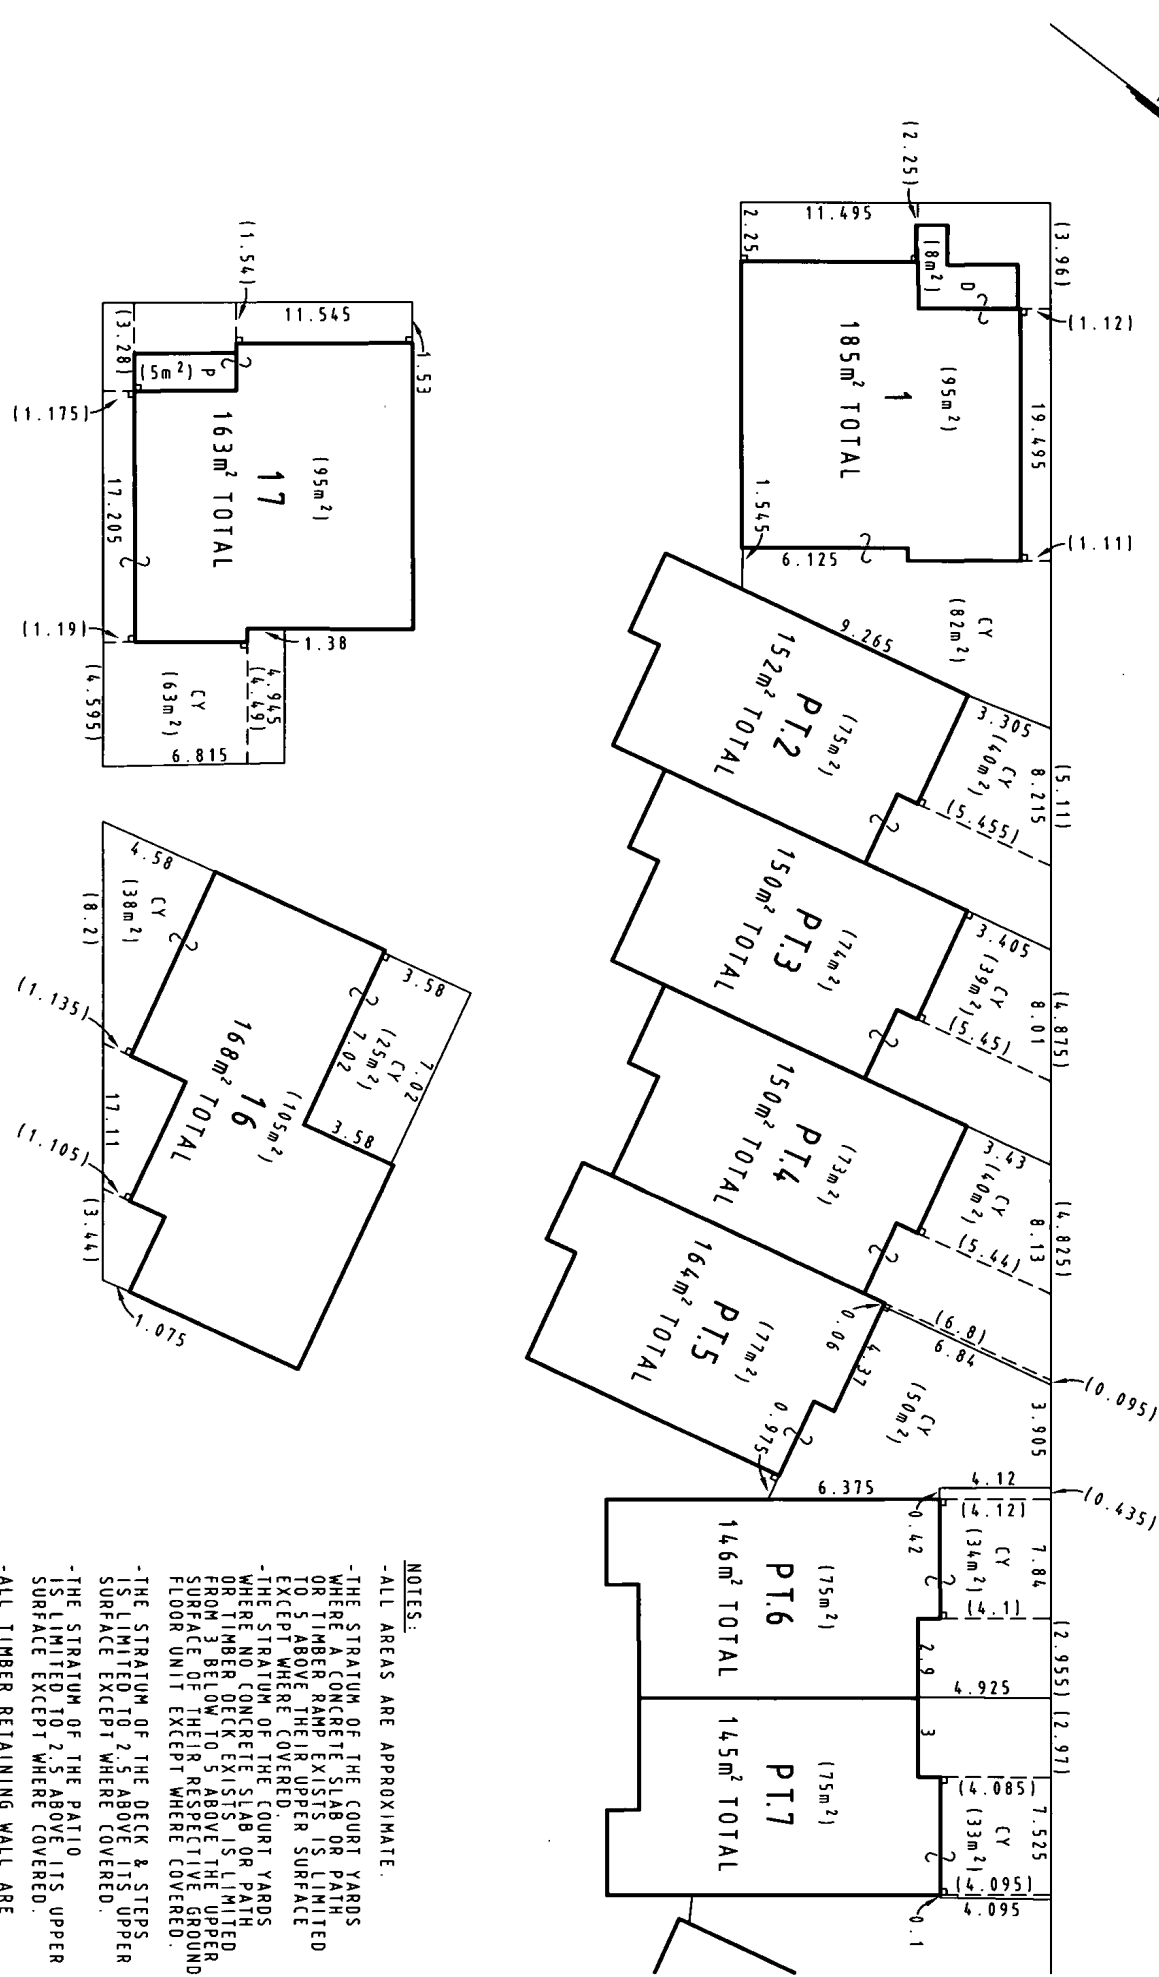 (3.96)
(1.12)
19.495
(1.11)
(2.25)
11.495
2.25
(8m²)
D
(95m²)
1
185m² TOTAL
1.545
6.125
CY
(82m²)
9.265
(75m²)
PT.2
152m² TOTAL
3.305
CY
(40m²)
8.215
(5.11)
(5.455)
(74m²)
PT.3
150m² TOTAL
3.405
CY
(39m²)
8.01
(4.875)
(5.45)
(73m²)
PT.4
150m² TOTAL
3.43
CY
(40m²)
8.13
(4.825)
(5.44)
(77m²)
PT.5
164m² TOTAL
(6.8)
6.84
0.06
4.37
0.975
CY
(50m²)
(0.095)
3.905
6.375
4.12
(4.12)
(0.435)
0.42
CY
(34m²)
7.84
(4.1)
(75m²)
PT.6
146m² TOTAL
2.9
(2.955)
4.925
(2.97)
3
(75m²)
PT.7
145m² TOTAL
(4.085)
7.525
CY
(33m²)
(4.095)
4.095
0.1
(1.54)
11.545
1.53
(3.28)
(5m²)
P
(1.175)
(95m²)
17
163m² TOTAL
17.205
(1.19)
1.38
4.945
(4.49)
CY
(63m²)
(4.595)
6.815
4.58
CY
(38m²)
(8.2)
3.58
7.02
CY
(25m²)
7.02
3.58
(105m²)
16
168m² TOTAL
(1.135)
17.11
(1.105)
(3.44)
1.075
NOTES:
-ALL AREAS ARE APPROXIMATE.
-THE STRATUM OF THE COURT YARDS
WHERE A CONCRETE SLAB OR PATH
OR TIMBER RAMP EXISTS IS LIMITED
TO 5 ABOVE THEIR UPPER SURFACE
EXCEPT WHERE COVERED.
-THE STRATUM OF THE COURT YARDS
WHERE NO CONCRETE SLAB OR PATH
OR TIMBER DECK EXISTS IS LIMITED
FROM 3 BELOW TO 5 ABOVE THE UPPER
SURFACE OF THEIR RESPECTIVE GROUND
FLOOR UNIT EXCEPT WHERE COVERED.
-THE STRATUM OF THE DECK & STEPS
IS LIMITED TO 2.5 ABOVE ITS UPPER
SURFACE EXCEPT WHERE COVERED.
-THE STRATUM OF THE PATIO
IS LIMITED TO 2.5 ABOVE ITS UPPER
SURFACE EXCEPT WHERE COVERED.
-ALL TIMBER RETAINING WALL ARE